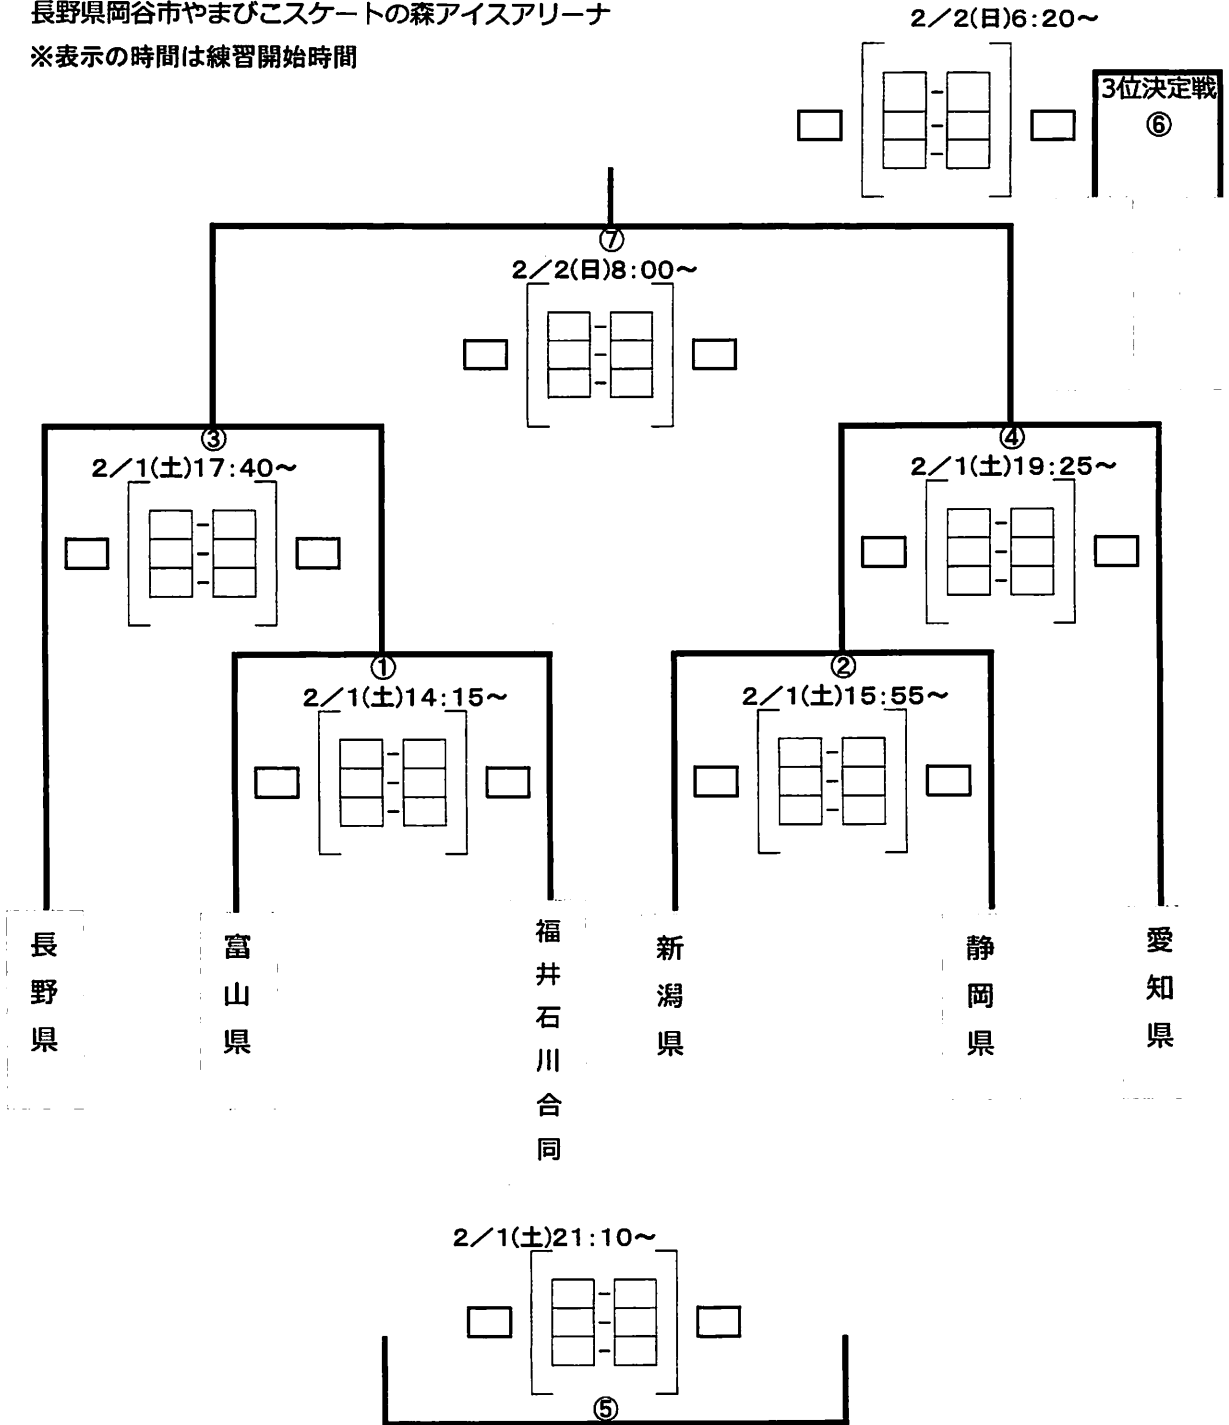 長野県岡谷市やまびこスケートの森アイスアリーナ
※表示の時間は練習開始時間
2/2(日)6:20～
3位決定戦
⑥
⑦
2/2(日)8:00～
③
2/1(土)17:40～
④
2/1(土)19:25～
①
2/1(土)14:15～
②
2/1(土)15:55～
長野県
富山県
福井石川合同
新潟県
静岡県
愛知県
2/1(土)21:10～
⑤